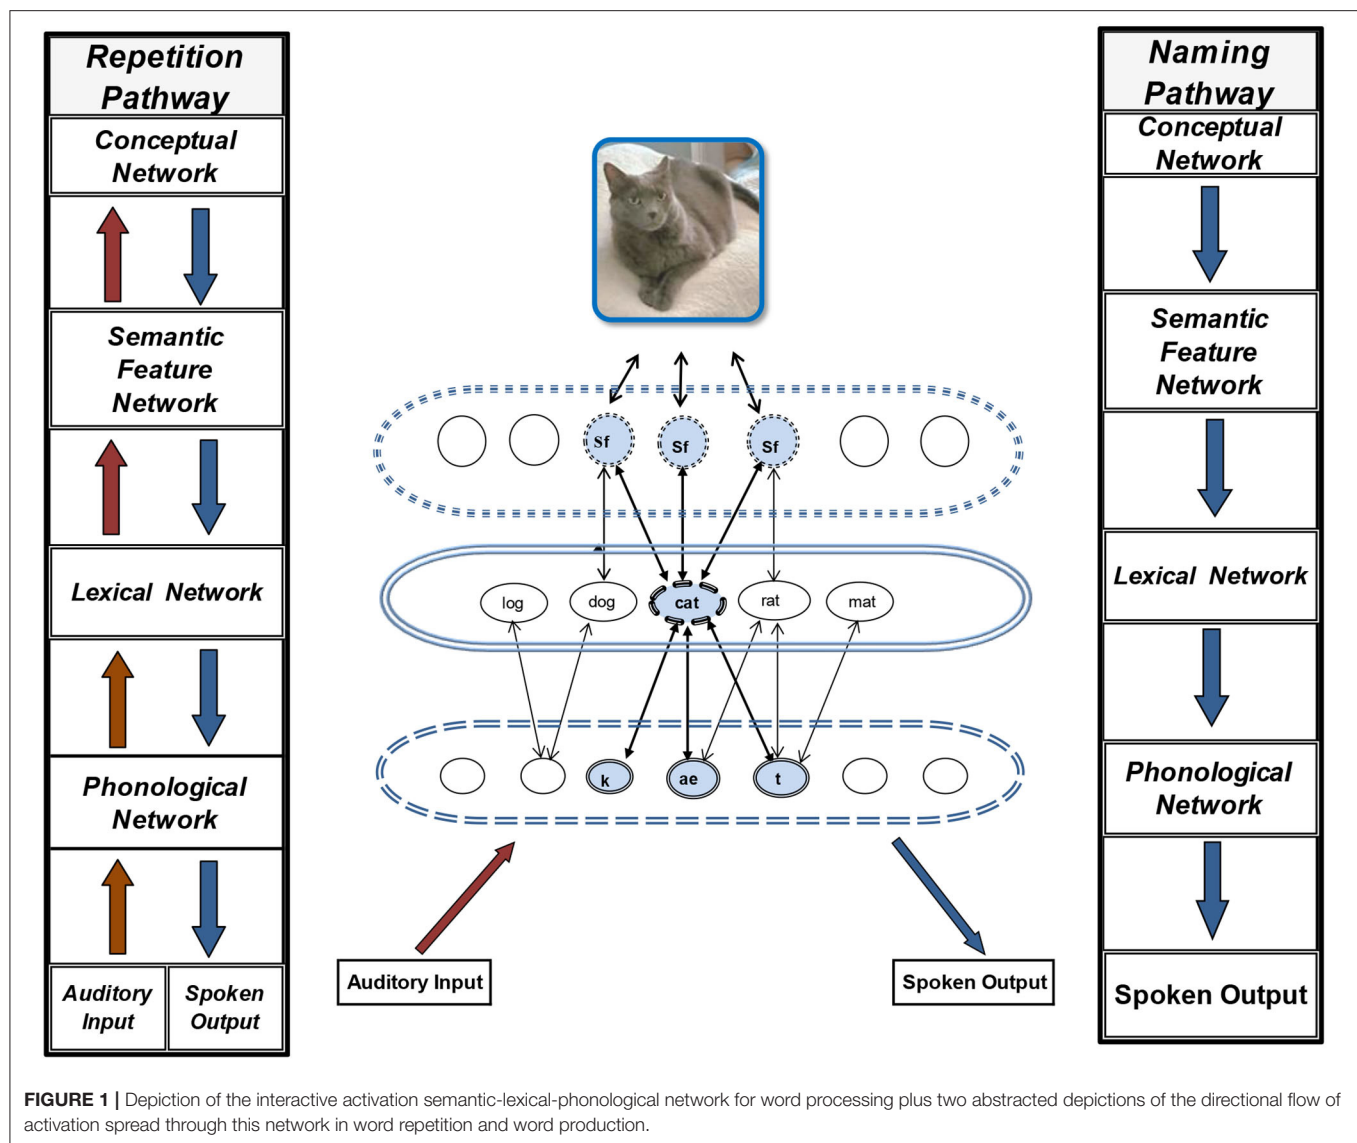 Repetition
Pathway
Conceptual
Network
Semantic
Feature
Network
Lexical Network
Phonological
Network
Auditory
Input
Spoken
Output
Sf
Sf
Sf
log
dog
cat
rat
mat
k
ae
t
Auditory Input
Spoken Output
Naming
Pathway
Conceptual
Network
Semantic
Feature
Network
Lexical Network
Phonological
Network
Spoken Output
FIGURE 1 | Depiction of the interactive activation semantic-lexical-phonological network for word processing plus two abstracted depictions of the directional flow of
activation spread through this network in word repetition and word production.